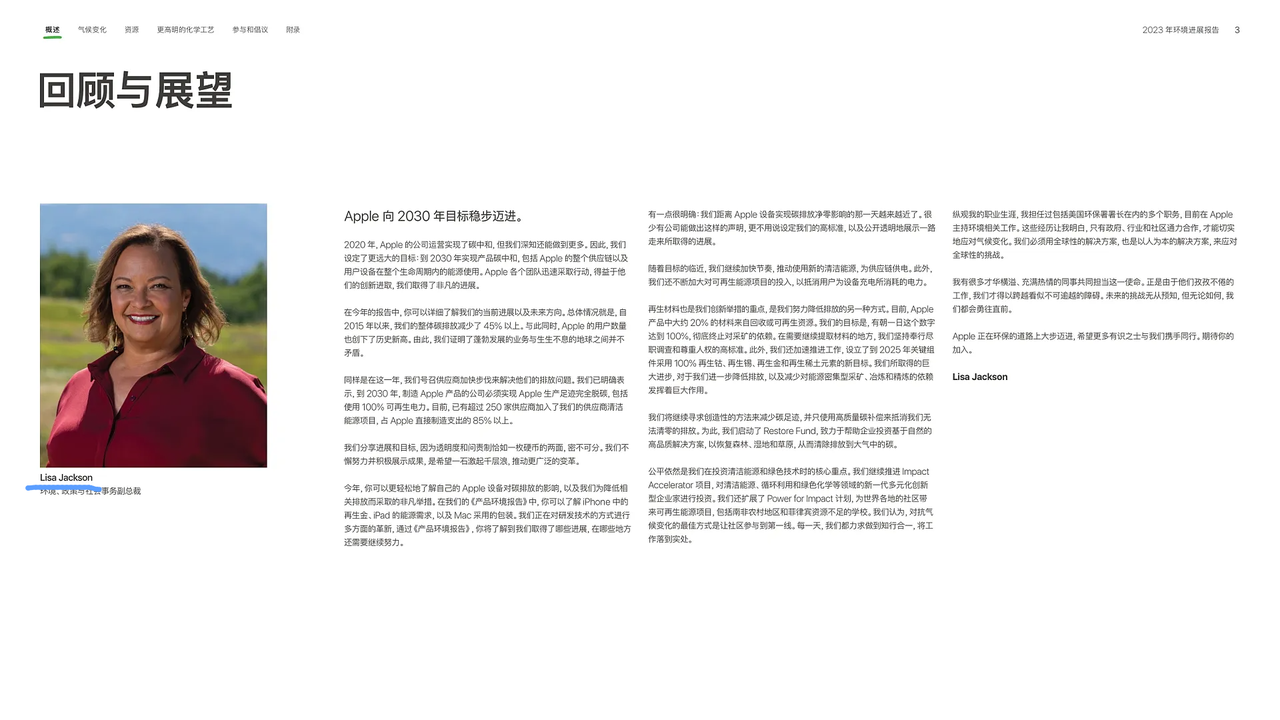 概述 气候变化 资源 更高明的化学工艺 参与和倡议 附录
2023 年环境进展报告 3
回顾与展望
Lisa Jackson
环境、政策与社会事务副总裁
Apple 向 2030 年目标稳步迈进。
2020 年, Apple 的公司运营实现了碳中和, 但我们深知还能做到更多。因此, 我们
设定了更远大的目标: 到 2030 年实现产品碳中和, 包括 Apple 的整个供应链以及
用户设备在整个生命周期内的能源使用。Apple 各个团队迅速采取行动, 得益于他
们的创新进取, 我们取得了非凡的进展。
在今年的报告中, 你可以详细了解我们的当前进展以及未来方向。总体情况就是, 自
2015 年以来, 我们的整体碳排放减少了 45% 以上。与此同时, Apple 的用户数量
也创下了历史新高。由此, 我们证明了蓬勃发展的业务与生生不息的地球之间并不
矛盾。
同样是在这一年, 我们号召供应商加快步伐来解决他们的排放问题。我们已明确表
示, 到 2030 年, 制造 Apple 产品的公司必须实现 Apple 生产足迹完全脱碳, 包括
使用 100% 可再生电力。目前, 已有超过 250 家供应商加入了我们的供应商清洁
能源项目, 占 Apple 直接制造支出的 85% 以上。
我们分享进展和目标, 因为透明度和问责制恰如一枚硬币的两面, 密不可分。我们不
懈努力并积极展示成果, 是希望一石激起千层浪, 推动更广泛的变革。
今年, 你可以更轻松地了解自己的 Apple 设备对碳排放的影响, 以及我们为降低相
关排放而采取的非凡举措。在我们的《产品环境报告》中, 你可以了解 iPhone 中的
再生金、iPad 的能源需求, 以及 Mac 采用的包装。我们正在对研发技术的方式进行
多方面的革新, 通过《产品环境报告》, 你将了解到我们取得了哪些进展, 在哪些地方
还需要继续努力。
有一点很明确: 我们距离 Apple 设备实现碳排放净零影响的那一天越来越近了。很
少有公司能做出这样的声明, 更不用说设定我们的高标准, 以及公开透明地展示一路
走来所取得的进展。
随着目标的临近, 我们继续加快节奏, 推动使用新的清洁能源, 为供应链供电。此外,
我们还不断加大对可再生能源项目的投入, 以抵消用户为设备充电所消耗的电力。
再生材料也是我们创新举措的重点, 是我们努力降低排放的另一种方式。目前, Apple
产品中大约 20% 的材料来自回收或可再生资源。我们的目标是, 有朝一日这个数字
达到 100%, 彻底终止对采矿的依赖。在需要继续提取材料的地方, 我们坚持奉行尽
职调查和尊重人权的高标准。此外, 我们还加速推进工作, 设立了到 2025 年关键组
件采用 100% 再生钴、再生锡、再生金和再生稀土元素的新目标。我们所取得的巨
大进步, 对于我们进一步降低排放, 以及减少对能源密集型采矿、冶炼和精炼的依赖
发挥着巨大作用。
我们将继续寻求创造性的方法来减少碳足迹, 并只使用高质量碳补偿来抵消我们无
法清零的排放。为此, 我们启动了 Restore Fund, 致力于帮助企业投资基于自然的
高品质解决方案, 以恢复森林、湿地和草原, 从而清除排放到大气中的碳。
公平依然是我们在投资清洁能源和绿色技术时的核心重点。我们继续推进 Impact
Accelerator 项目, 对清洁能源、循环利用和绿色化学等领域的新一代多元化创新
型企业家进行投资。我们还扩展了 Power for Impact 计划, 为世界各地的社区带
来可再生能源项目, 包括南非农村地区和菲律宾资源不足的学校。我们认为, 对抗气
候变化的最佳方式是让社区参与到第一线。每一天, 我们都力求做到知行合一, 将工
作落到实处。
纵观我的职业生涯, 我担任过包括美国环保署署长在内的多个职务, 目前在 Apple
主持环境相关工作。这些经历让我明白, 只有政府、行业和社区通力合作, 才能切实
地应对气候变化。我们必须用全球性的解决方案, 也是以人为本的解决方案, 来应对
全球性的挑战。
我有很多才华横溢、充满热情的同事共同担当这一使命。正是由于他们孜孜不倦的
工作, 我们才得以跨越看似不可逾越的障碍。未来的挑战无从预知, 但无论如何, 我
们都会勇往直前。
Apple 正在环保的道路上大步迈进, 希望更多有识之士与我们携手同行。期待你的
加入。
Lisa Jackson